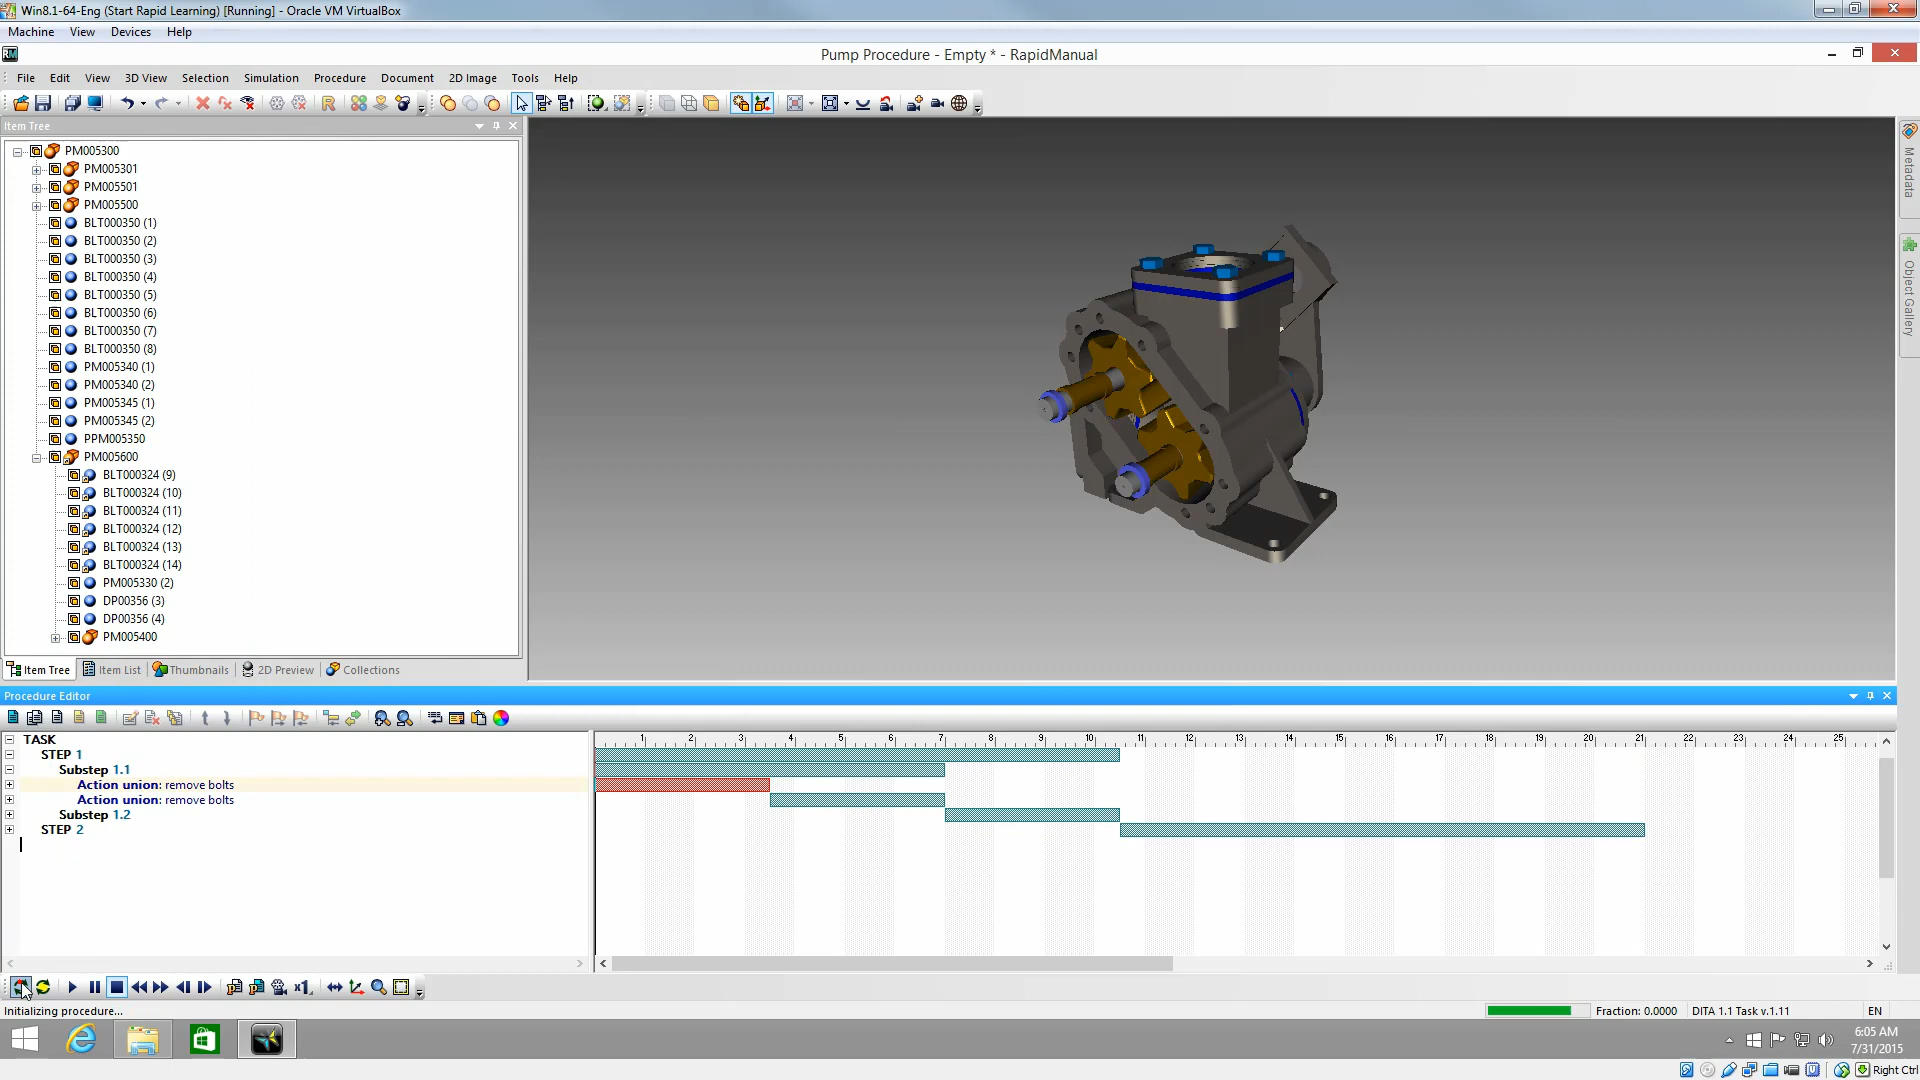 Win8.1-64-Eng (Start Rapid Learning) [Running] - Oracle VM VirtualBox
Machine View Devices Help
RM
Pump Procedure - Empty * - RapidManual
File Edit View 3D View Selection Simulation Procedure Document 2D Image Tools Help
Item Tree
PM005300
PM005301
PM005501
PM005500
BLT000350 (1)
BLT000350 (2)
BLT000350 (3)
BLT000350 (4)
BLT000350 (5)
BLT000350 (6)
BLT000350 (7)
BLT000350 (8)
PM005340 (1)
PM005340 (2)
PM005345 (1)
PM005345 (2)
PPM005350
PM005600
BLT000324 (9)
BLT000324 (10)
BLT000324 (11)
BLT000324 (12)
BLT000324 (13)
BLT000324 (14)
PM005330 (2)
DP00356 (3)
DP00356 (4)
PM005400
Metadata
Object Gallery
Item Tree Item List Thumbnails 2D Preview Collections
Procedure Editor
TASK
STEP 1
Substep 1.1
Action union: remove bolts
Action union: remove bolts
Substep 1.2
STEP 2
1 2 3 4 5 6 7 8 9 10 11 12 13 14 15 16 17 18 19 20 21 22 23 24 25
x1
Initializing procedure...
Fraction: 0.0000 DITA 1.1 Task v.1.11 EN
6:05 AM
7/31/2015
Right Ctrl